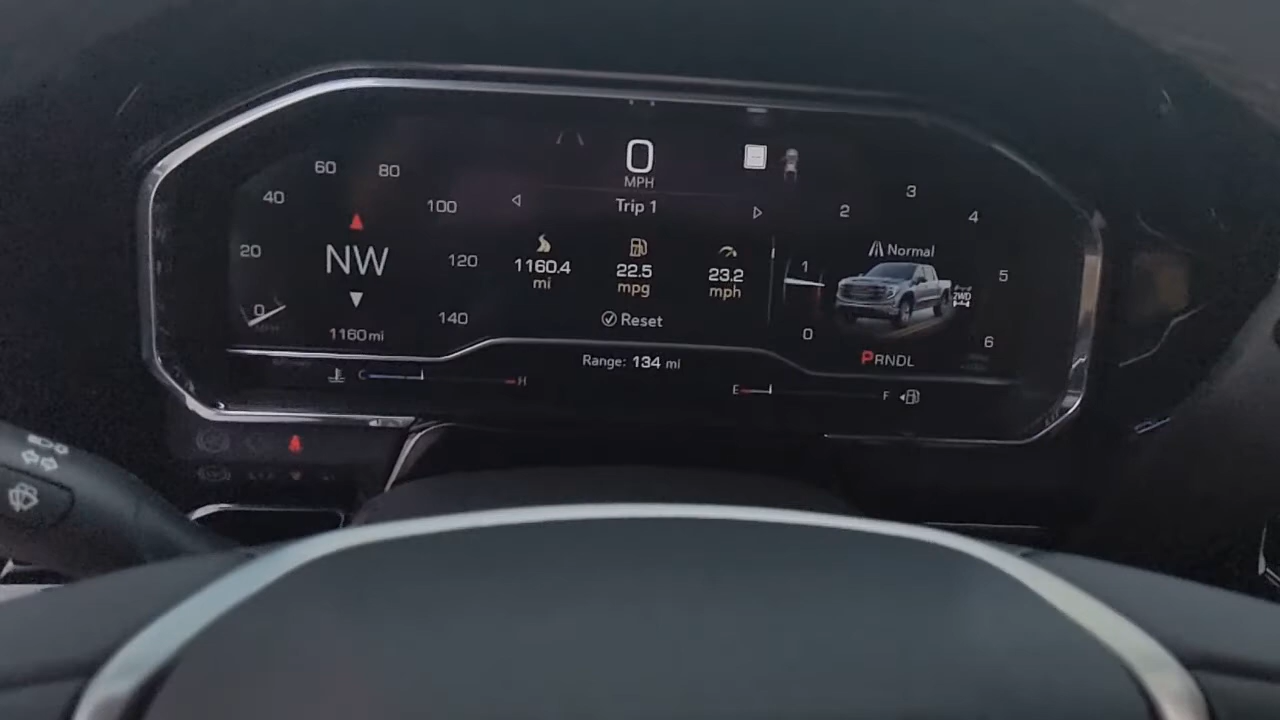 0
MPH
Trip 1
1160.4
mi
22.5
mpg
23.2
mph
Reset
Range: 134 mi
0
20
40
60
80
100
120
140
NW
1160 mi
C
H
0
1
2
3
4
5
6
Normal
2WD
PRNDL
E
F